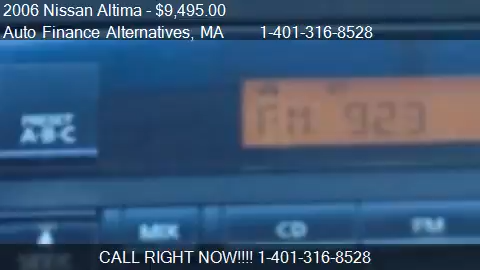 2006 Nissan Altima - $9,495.00
Auto Finance Alternatives, MA 1-401-316-8528
PRESET
A·B·C
FM 923
MIX CD FM
SEEK
CALL RIGHT NOW!!!! 1-401-316-8528